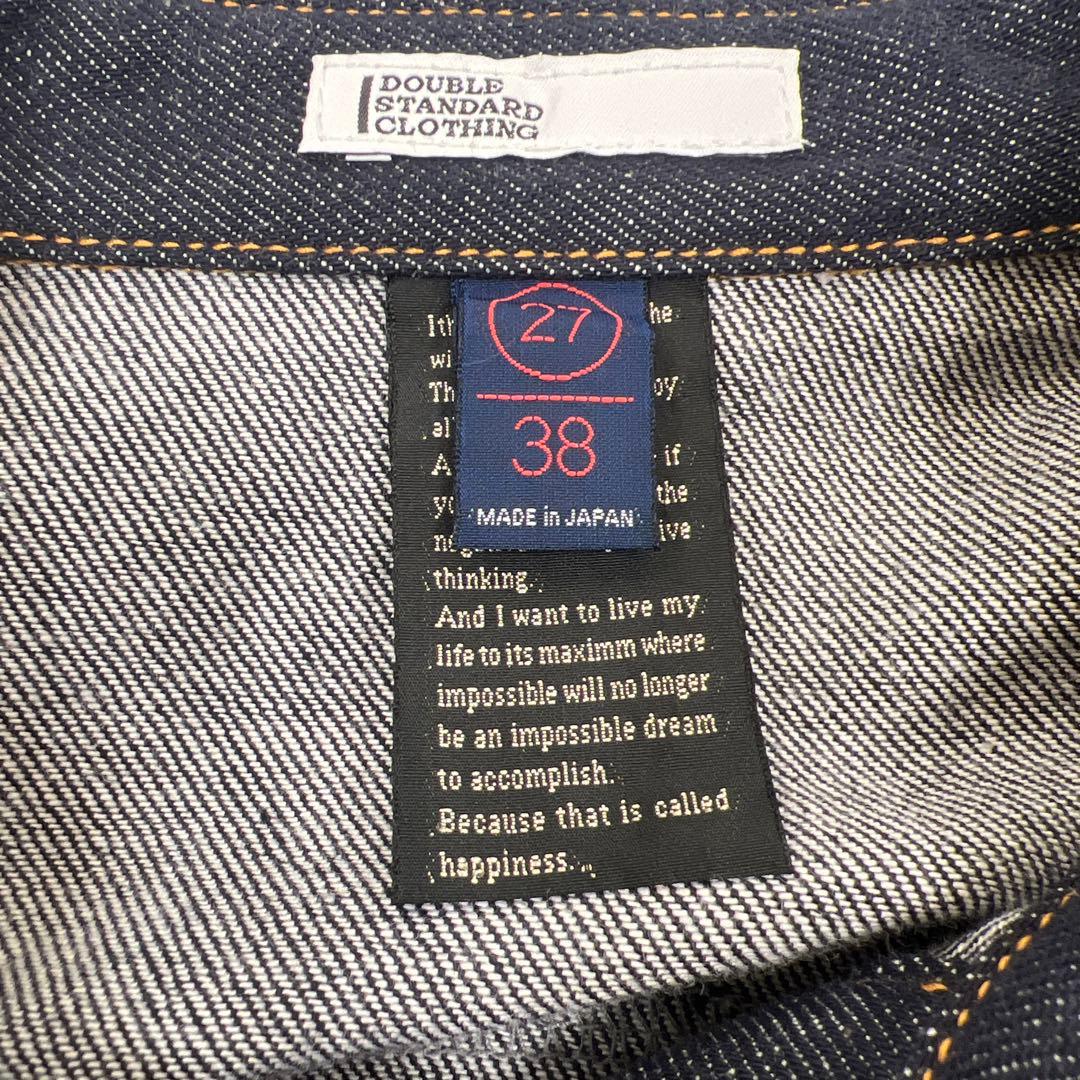 DOUBLE
STANDARD
CLOTHING
27
38
MADE in JAPAN
if
the
thinking.
And I want to live my
life to its maximm where
impossible will no longer
be an impossible dream
to accomplish.
Because that is called
happiness.